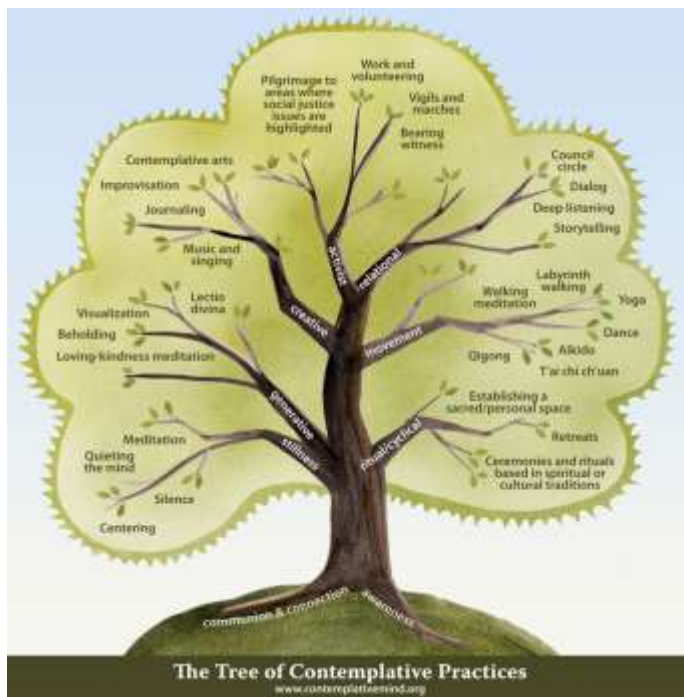 Work and
volunteering
Pilgrimage to
areas where
social justice
issues are
highlighted
Vigils and
marches
Bearing
witness
Contemplative arts
Improvisation
Journaling
Music and
singing
Council
circle
Dialog
Deep listening
Storytelling
activist
relational
creative
movement
Walking
meditation
Labyrinth
walking
Yoga
Dance
Aikido
Qigong
T'ai chi ch'uan
Visualization
Lectio
divina
Beholding
Loving-kindness meditation
generative
stillness
ritual/cyclical
Establishing a
sacred/personal space
Retreats
Ceremonies and rituals
based in spiritual or
cultural traditions
Meditation
Quieting
the mind
Silence
Centering
communion & connection
awareness
The Tree of Contemplative Practices
www.contemplativemind.org